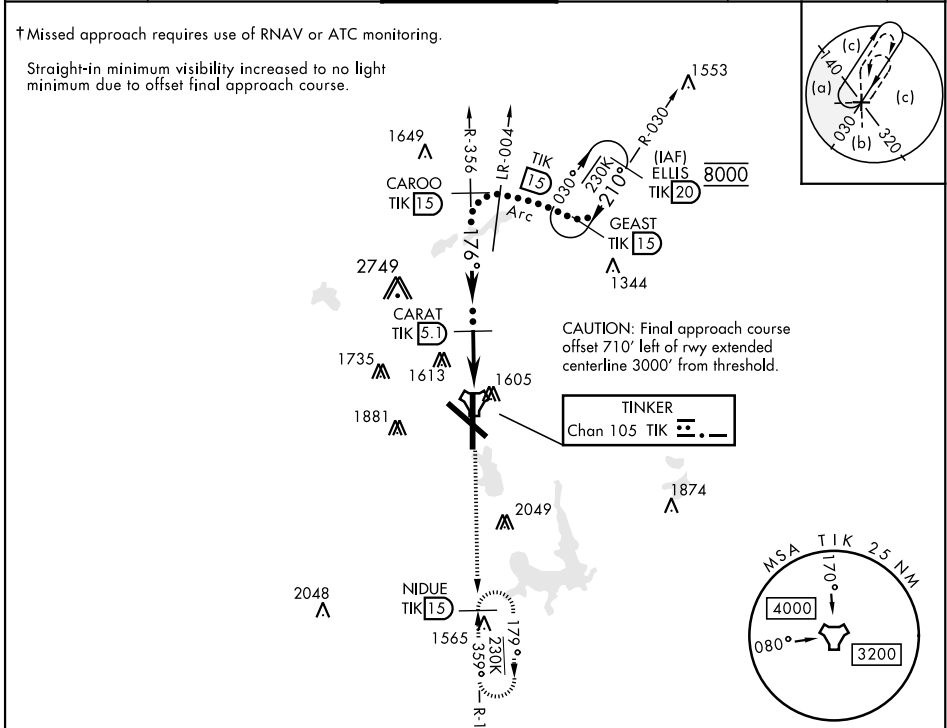 †Missed approach requires use of RNAV or ATC monitoring.
Straight-in minimum visibility increased to no light
minimum due to offset final approach course.
140
(c)
(a)
(c)
030
(b)
320
1553
1649
R-356
LR-004
TIK
15
R-030
030°
230K
210°
(IAF)
ELLIS
TIK 20
8000
CAROO
TIK 15
Arc
GEAST
TIK 15
176°
1344
2749
CARAT
TIK 5.1
CAUTION: Final approach course
offset 710' left of rwy extended
centerline 3000' from threshold.
1735
1613
1605
TINKER
Chan 105 TIK
1881
1874
2049
MSA TIK 25 NM
170°
4000
080°
3200
2048
NIDUE
TIK 15
1565
359°
230K
179°
R-1